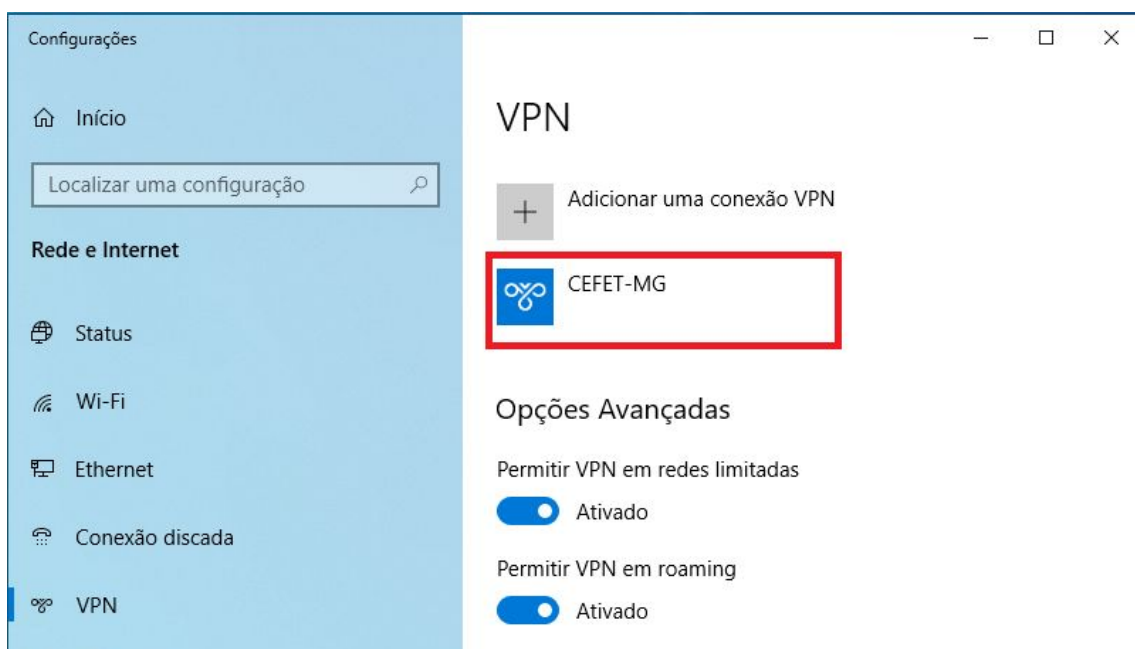 Configurações
Início
Localizar uma configuração
Rede e Internet
Status
Wi-Fi
Ethernet
Conexão discada
VPN
VPN
Adicionar uma conexão VPN
CEFET-MG
Opções Avançadas
Permitir VPN em redes limitadas
Ativado
Permitir VPN em roaming
Ativado